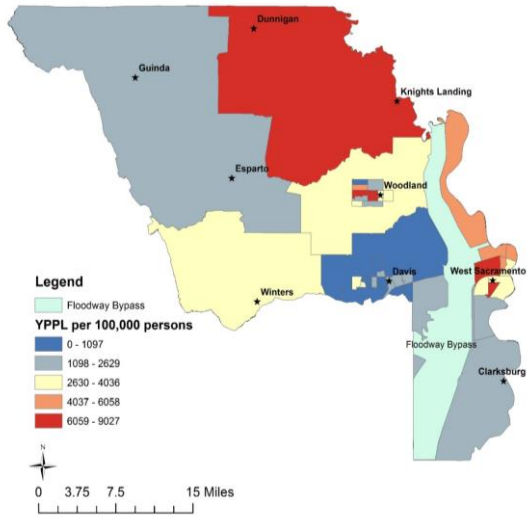 Dunnigan
Guinda
Knights Landing
Esparto
Woodland
Legend
Floodway Bypass
YPPL per 100,000 persons
0 - 1097
1098 - 2629
2630 - 4036
4037 - 6058
6059 - 9027
Winters
Davis
West Sacramento
Floodway Bypass
Clarksburg
N
0 3.75 7.5 15 Miles